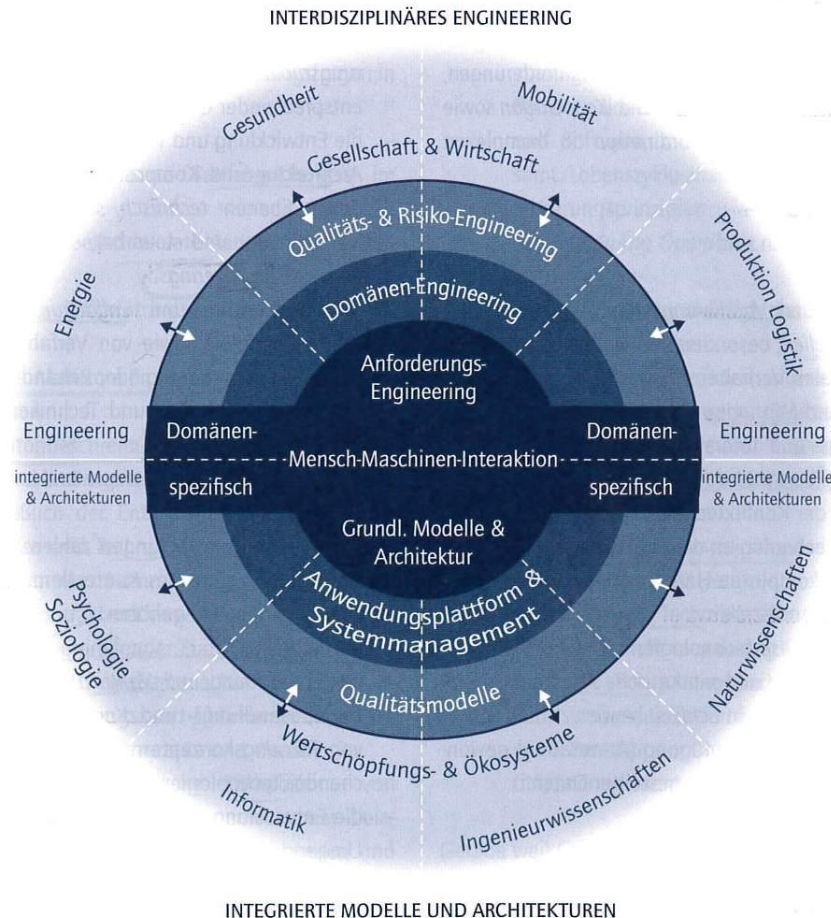 INTERDISZIPLINÄRES ENGINEERING
Gesundheit
Mobilität
Gesellschaft & Wirtschaft
Qualitäts- & Risiko-Engineering
Domänen-Engineering
Energie
Produktion Logistik
Anforderungs-
Engineering
Engineering
Domänen-
Domänen-
Engineering
Mensch-Maschinen-Interaktion
integrierte Modelle
& Architekturen
spezifisch
spezifisch
integrierte Modelle
& Architekturen
Grundl. Modelle &
Architektur
Psychologie
Soziologie
Anwendungsplattform &
Systemmanagement
Naturwissenschaften
Qualitätsmodelle
Wertschöpfungs- & Ökosysteme
Informatik
Ingenieurwissenschaften
INTEGRIERTE MODELLE UND ARCHITEKTUREN